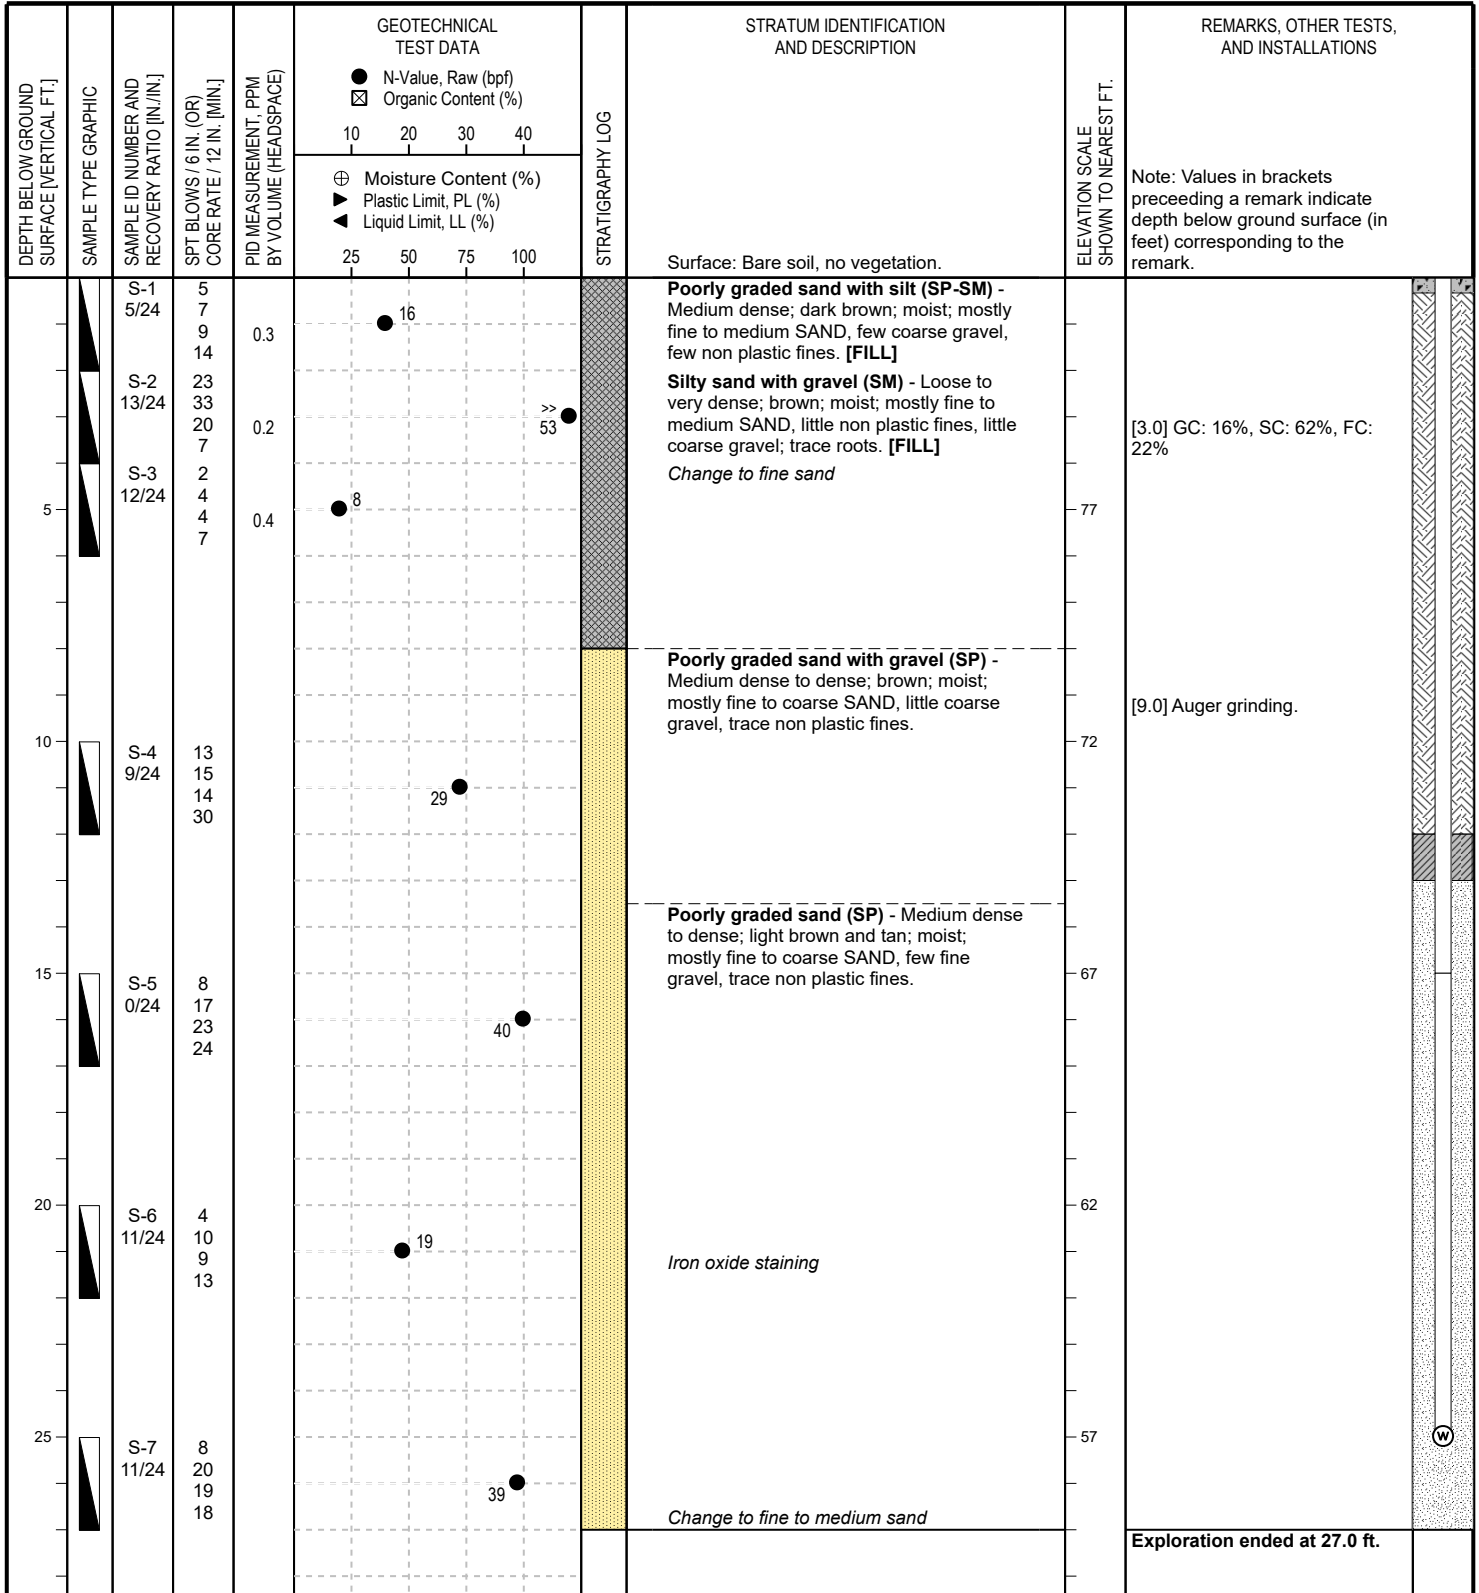 DEPTH BELOW GROUND
SURFACE [VERTICAL FT.]
SAMPLE TYPE GRAPHIC
SAMPLE ID NUMBER AND
RECOVERY RATIO [IN./IN.]
SPT BLOWS / 6 IN. (OR)
CORE RATE / 12 IN. [MIN.]
PID MEASUREMENT, PPM
BY VOLUME (HEADSPACE)
GEOTECHNICAL
TEST DATA
N-Value, Raw (bpf)
Organic Content (%)
10 20 30 40
Moisture Content (%)
Plastic Limit, PL (%)
Liquid Limit, LL (%)
25 50 75 100
STRATIGRAPHY LOG
STRATUM IDENTIFICATION
AND DESCRIPTION
Surface: Bare soil, no vegetation.
ELEVATION SCALE
SHOWN TO NEAREST FT.
REMARKS, OTHER TESTS,
AND INSTALLATIONS
Note: Values in brackets
preceeding a remark indicate
depth below ground surface (in
feet) corresponding to the
remark.
S-1
5/24
5
7
9
14
0.3
16
Poorly graded sand with silt (SP-SM) -
Medium dense; dark brown; moist; mostly
fine to medium SAND, few coarse gravel,
few non plastic fines. [FILL]
S-2
13/24
23
33
20
7
0.2
>>
53
Silty sand with gravel (SM) - Loose to
very dense; brown; moist; mostly fine to
medium SAND, little non plastic fines, little
coarse gravel; trace roots. [FILL]
[3.0] GC: 16%, SC: 62%, FC:
22%
S-3
12/24
2
4
4
7
0.4
8
Change to fine sand
5
77
Poorly graded sand with gravel (SP) -
Medium dense to dense; brown; moist;
mostly fine to coarse SAND, little coarse
gravel, trace non plastic fines.
[9.0] Auger grinding.
10
72
S-4
9/24
13
15
14
30
29
Poorly graded sand (SP) - Medium dense
to dense; light brown and tan; moist;
mostly fine to coarse SAND, few fine
gravel, trace non plastic fines.
15
67
S-5
0/24
8
17
23
24
40
20
62
S-6
11/24
4
10
9
13
19
Iron oxide staining
25
57
W
S-7
11/24
8
20
19
18
39
Change to fine to medium sand
Exploration ended at 27.0 ft.